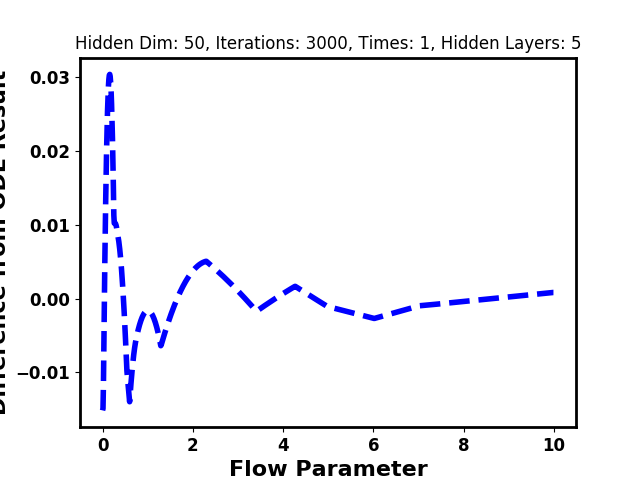 Hidden Dim: 50, Iterations: 3000, Times: 1, Hidden Layers: 5
Difference from ODE Result
0.03
0.02
0.01
0.00
−0.01
0 2 4 6 8 10
Flow Parameter